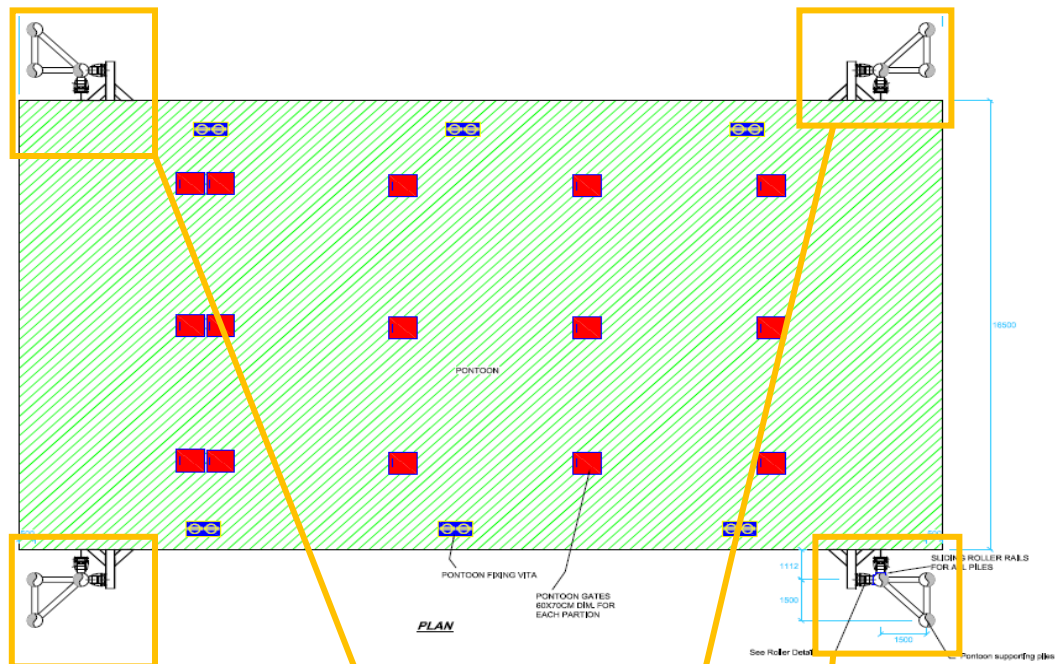 16500
PONTOON
1112
SLIDING ROLLER RAILS
FOR ALL PILES
PONTOON FIXING VITA
PONTOON GATES
60X70CM DIM. FOR
EACH PARTION
1500
PLAN
1500
See Roller Detail
Pontoon supporting piles